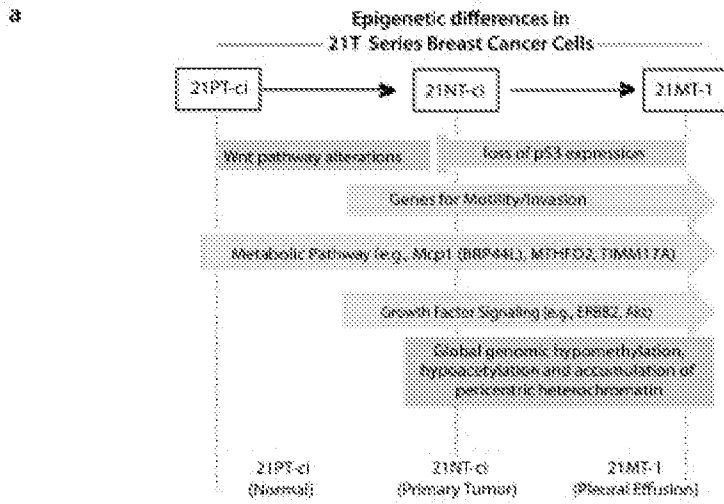 a
Epigenetic differences in
21T Series Breast Cancer Cells
21PT-ci
21NT-ci
21MT-1
Wnt pathway alterations
loss of p53 expression
Genes for Motility/Invasion
Metabolic Pathway (e.g., Mcp1 (BRP44L), MTHFD2, TIMM17A)
Growth Factor Signaling (e.g., ERBB2, Akt)
Global genomic hypomethylation,
hypoacetylation and accumulation of
pericentric heterochromatin
21PT-ci
(Normal)
21NT-ci
(Primary Tumor)
21MT-1
(Pleural Effusion)